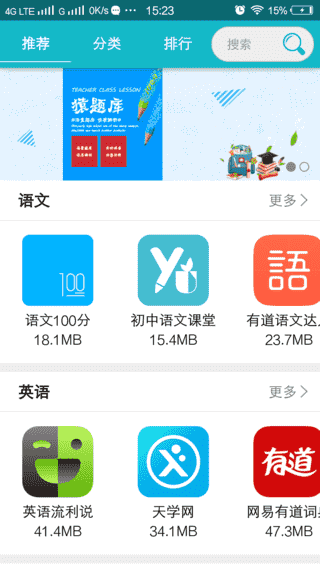 4G LTE G 0K/s 15:23 15%
推荐 分类 排行 搜索
TEACHER CLASS LESSON
猿题库
语文 更多
100
语文100分 初中语文课堂 有道语文达
18.1MB 15.4MB 23.7MB
語
英语 更多
有道
英语流利说 天学网 网易有道词
41.4MB 34.1MB 47.3MB